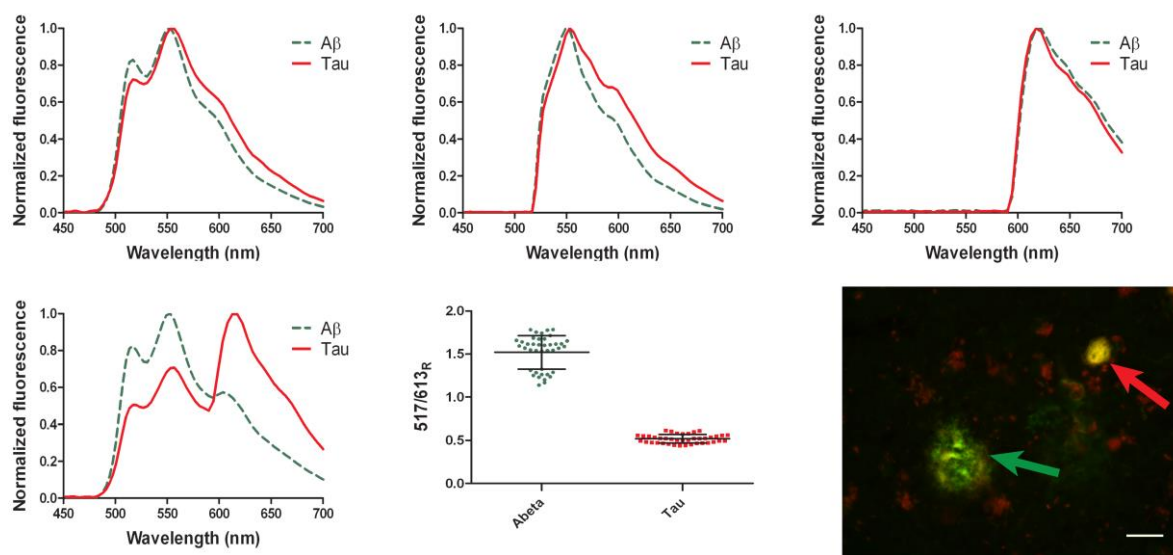 Normalized fluorescence
1.0
0.8
0.6
0.4
0.2
0.0
450 500 550 600 650 700
Wavelength (nm)
Aβ
Tau
Normalized fluorescence
1.0
0.8
0.6
0.4
0.2
0.0
450 500 550 600 650 700
Wavelength (nm)
Aβ
Tau
Normalized fluorescence
1.0
0.8
0.6
0.4
0.2
0.0
450 500 550 600 650 700
Wavelength (nm)
Aβ
Tau
Normalized fluorescence
1.0
0.8
0.6
0.4
0.2
0.0
450 500 550 600 650 700
Wavelength (nm)
Aβ
Tau
517/613R
2.0
1.5
1.0
0.5
0.0
Abeta
Tau